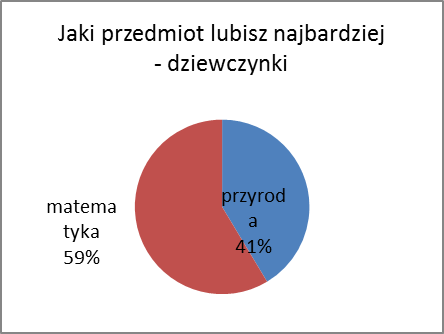 Jaki przedmiot lubisz najbardziej
- dziewczynki
przyrod
a
41%
matema
tyka
59%